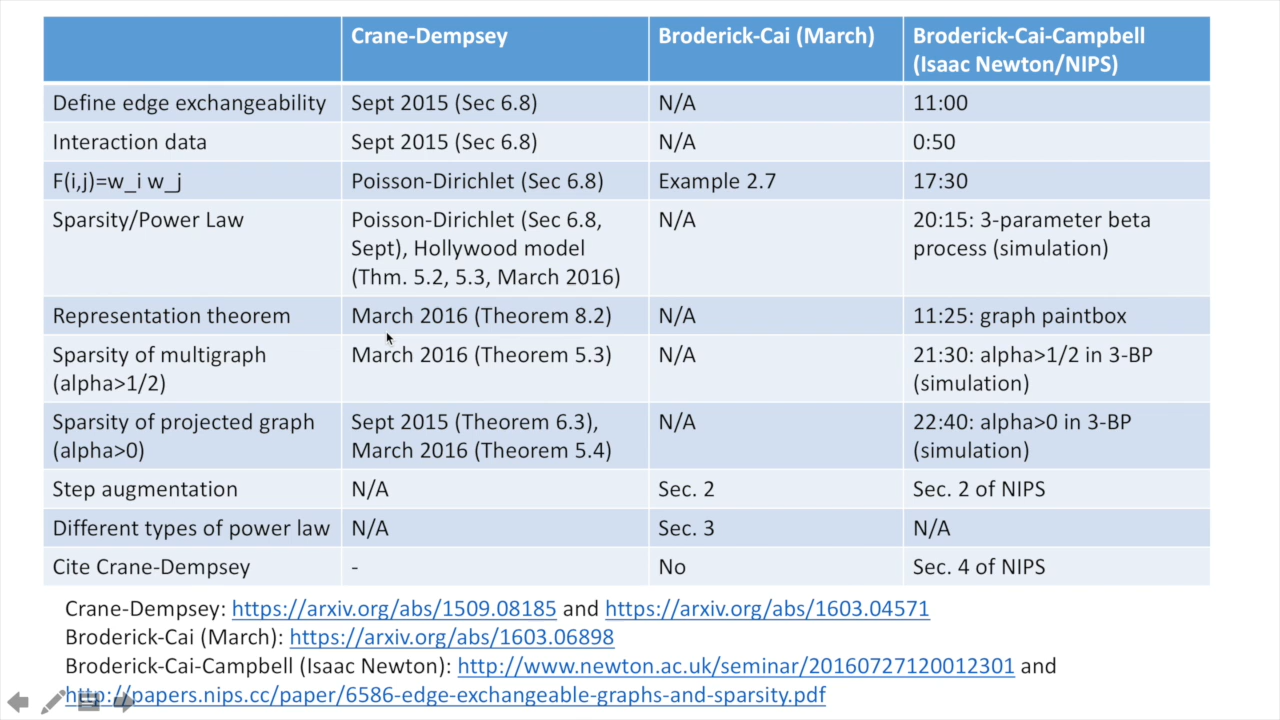 Crane-Dempsey Broderick-Cai (March) Broderick-Cai-Campbell
(Isaac Newton/NIPS)
Define edge exchangeability Sept 2015 (Sec 6.8) N/A 11:00
Interaction data Sept 2015 (Sec 6.8) N/A 0:50
F(i,j)=w_i w_j Poisson-Dirichlet (Sec 6.8) Example 2.7 17:30
Sparsity/Power Law Poisson-Dirichlet (Sec 6.8, N/A 20:15: 3-parameter beta
Sept), Hollywood model process (simulation)
(Thm. 5.2, 5.3, March 2016)
Representation theorem March 2016 (Theorem 8.2) N/A 11:25: graph paintbox
Sparsity of multigraph March 2016 (Theorem 5.3) N/A 21:30: alpha>1/2 in 3-BP
(alpha>1/2) (simulation)
Sparsity of projected graph Sept 2015 (Theorem 6.3), N/A 22:40: alpha>0 in 3-BP
(alpha>0) March 2016 (Theorem 5.4) (simulation)
Step augmentation N/A Sec. 2 Sec. 2 of NIPS
Different types of power law N/A Sec. 3 N/A
Cite Crane-Dempsey - No Sec. 4 of NIPS
Crane-Dempsey: https://arxiv.org/abs/1509.08185 and https://arxiv.org/abs/1603.04571
Broderick-Cai (March): https://arxiv.org/abs/1603.06898
Broderick-Cai-Campbell (Isaac Newton): http://www.newton.ac.uk/seminar/20160727120012301 and
http://papers.nips.cc/paper/6586-edge-exchangeable-graphs-and-sparsity.pdf